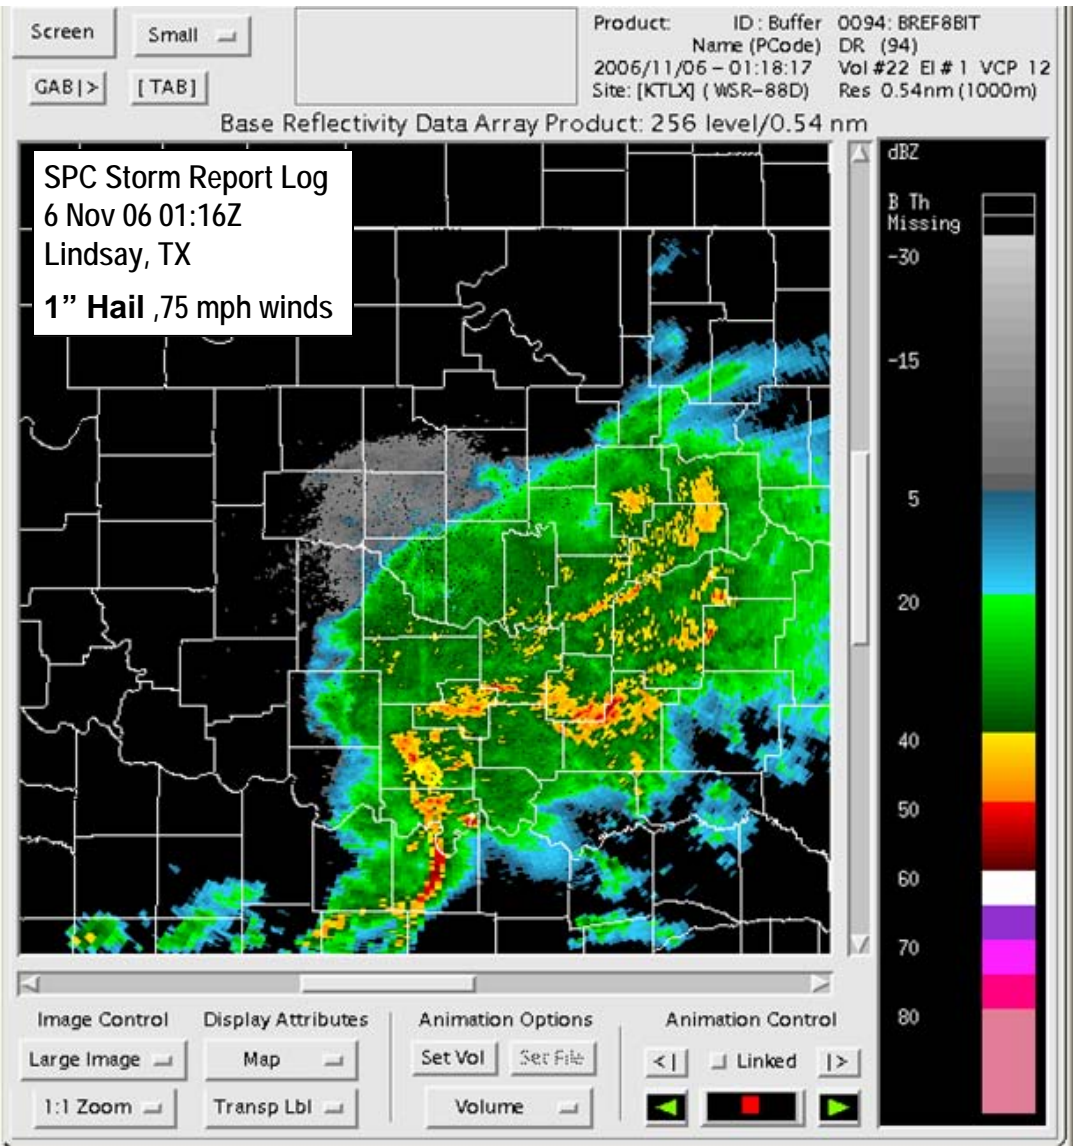 Screen
Small
GAB|>
[TAB]
Product: ID: Buffer 0094: BREF8BIT
Name (PCode) DR (94)
2006/11/06 – 01:18:17 Vol #22 El # 1 VCP 12
Site: [KTLX] ( WSR–88D) Res 0.54nm (1000m)
Base Reflectivity Data Array Product: 256 level/0.54 nm
SPC Storm Report Log
6 Nov 06 01:16Z
Lindsay, TX
1” Hail ,75 mph winds
dBZ
B Th
Missing
-30
-15
5
20
40
50
60
70
80
Image Control
Display Attributes
Animation Options
Animation Control
Large Image
Map
Set Vol
Set File
<|
Linked
|>
1:1 Zoom
Transp Lbl
Volume